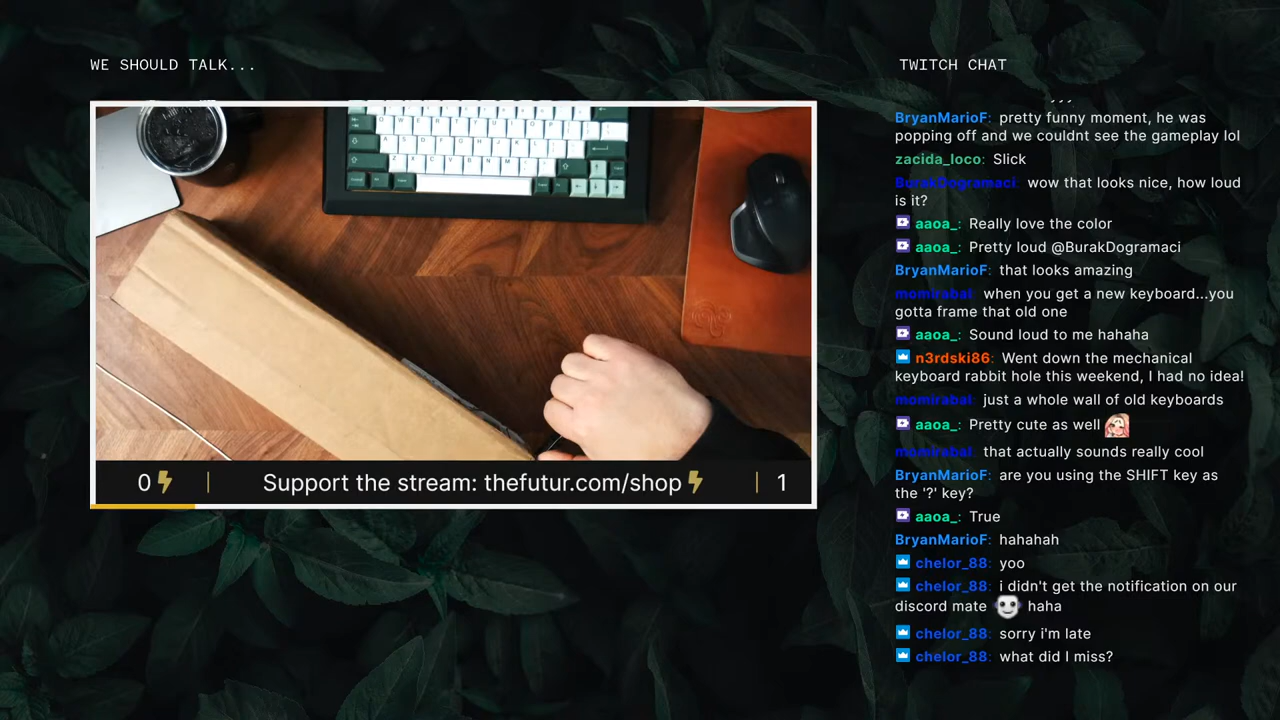 WE SHOULD TALK...
TWITCH CHAT
BryanMarioF: pretty funny moment, he was
popping off and we couldnt see the gameplay lol
zacida_loco: Slick
BurakDogramaci: wow that looks nice, how loud
is it?
aaoa_: Really love the color
aaoa_: Pretty loud @BurakDogramaci
BryanMarioF: that looks amazing
momirabal: when you get a new keyboard...you
gotta frame that old one
aaoa_: Sound loud to me hahaha
n3rdski86: Went down the mechanical
keyboard rabbit hole this weekend, I had no idea!
momirabal: just a whole wall of old keyboards
aaoa_: Pretty cute as well
momirabal: that actually sounds really cool
BryanMarioF: are you using the SHIFT key as
the '?' key?
aaoa_: True
BryanMarioF: hahahah
chelor_88: yoo
chelor_88: i didn't get the notification on our
discord mate haha
chelor_88: sorry i'm late
chelor_88: what did I miss?
0 | Support the stream: thefutur.com/shop | 1